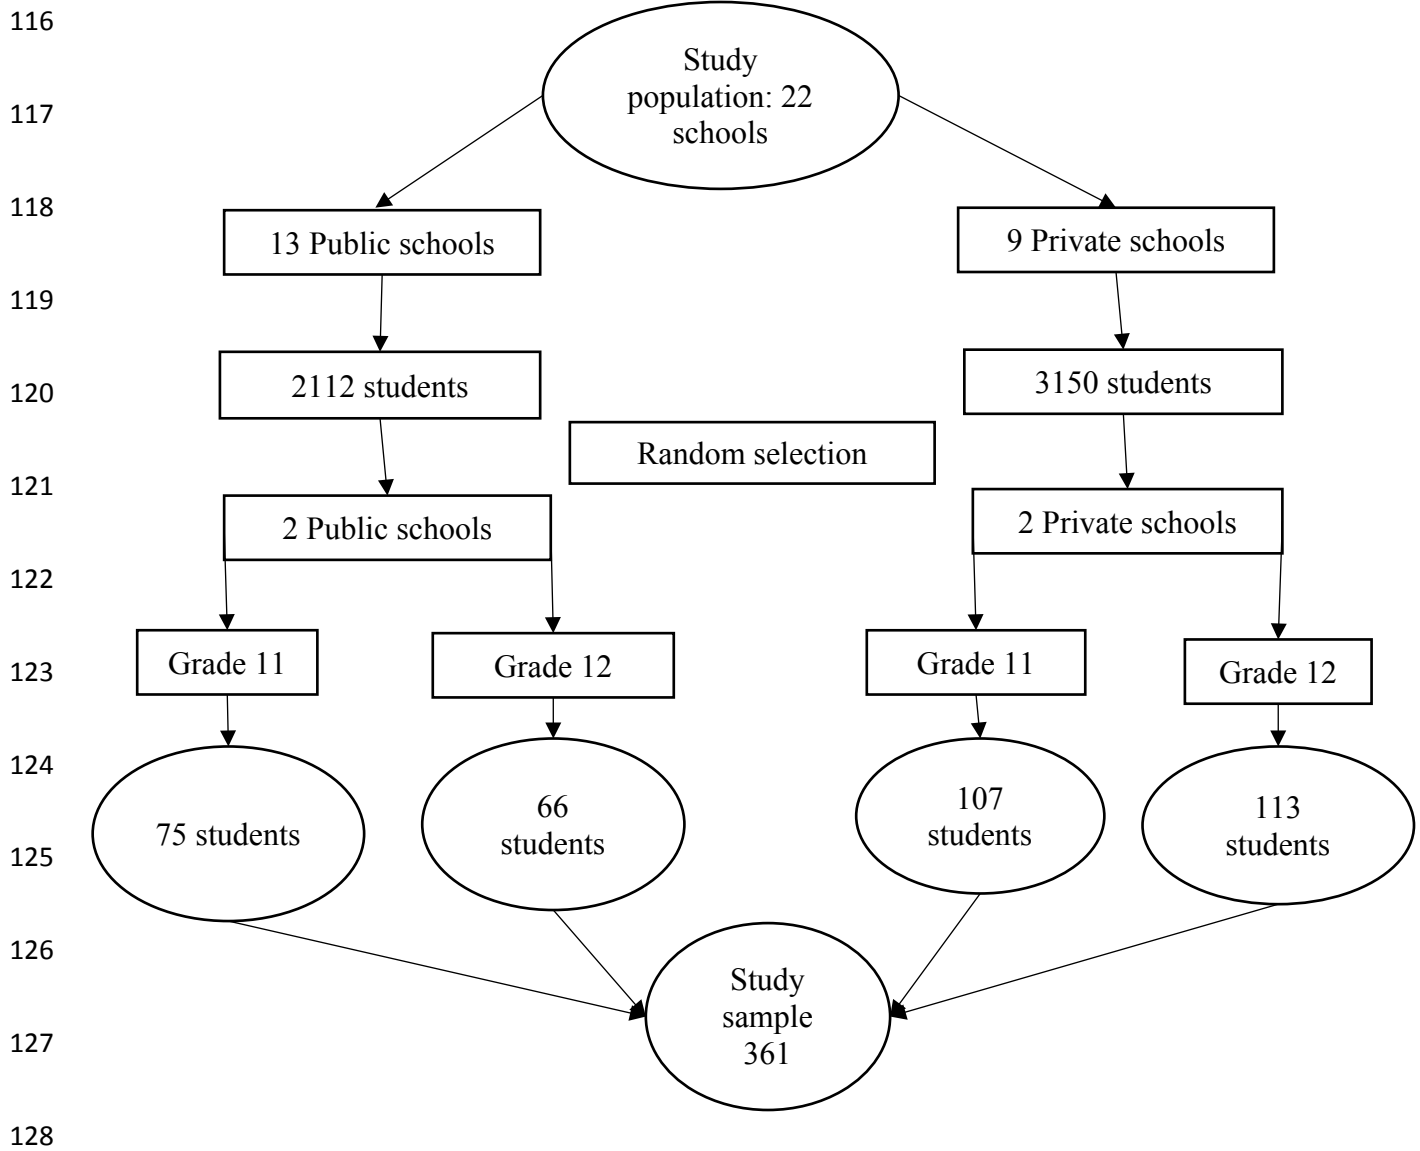 116
Study
population: 22
schools
117
118
13 Public schools
9 Private schools
119
2112 students
3150 students
120
Random selection
121
2 Public schools
2 Private schools
122
Grade 11
Grade 12
Grade 11
Grade 12
123
124
75 students
66
students
107
students
113
students
125
126
Study
sample
361
127
128